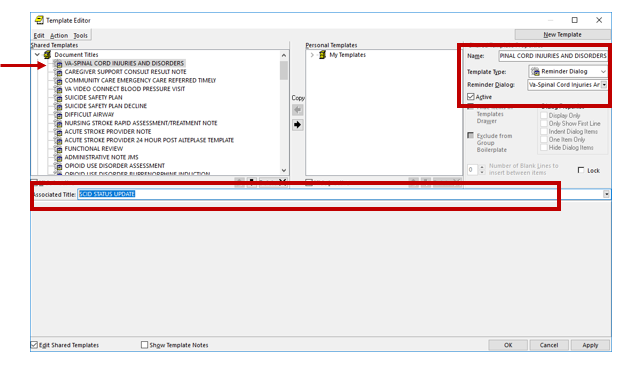 Template Editor
Edit Action Tools
New Template
Shared Templates
Document Titles
VA-SPINAL CORD INJURIES AND DISORDERS
CAREGIVER SUPPORT CONSULT RESULT NOTE
COMMUNITY CARE EMERGENCY CARE REFERRED TIMELY
VA VIDEO CONNECT BLOOD PRESSURE VISIT
SUICIDE SAFETY PLAN
SUICIDE SAFETY PLAN DECLINE
DIFFICULT AIRWAY
NURSING STROKE RAPID ASSESSMENT/TREATMENT NOTE
ACUTE STROKE PROVIDER NOTE
ACUTE STROKE PROVIDER 24 HOUR POST ALTEPLASE TEMPLATE
FUNCTIONAL REVIEW
ADMINISTRATIVE NOTE JMS
OPIOID USE DISORDER ASSESSMENT
OPIOID USE DISORDER BUPRENORPHINE INDUCTION
Copy
Personal Templates
My Templates
Name: PINAL CORD INJURIES AND DISORDERS
Template Type: Reminder Dialog
Reminder Dialog: Va-Spinal Cord Injuries Ar
Active
Templates
Drawer
Exclude from
Group
Boilerplate
Display Only
Only Show First Line
Indent Dialog Items
One Item Only
Hide Dialog Items
0 Number of Blank Lines to
insert between items
Lock
Associated Title: SCID STATUS UPDATE
Edit Shared Templates
Show Template Notes
OK Cancel Apply